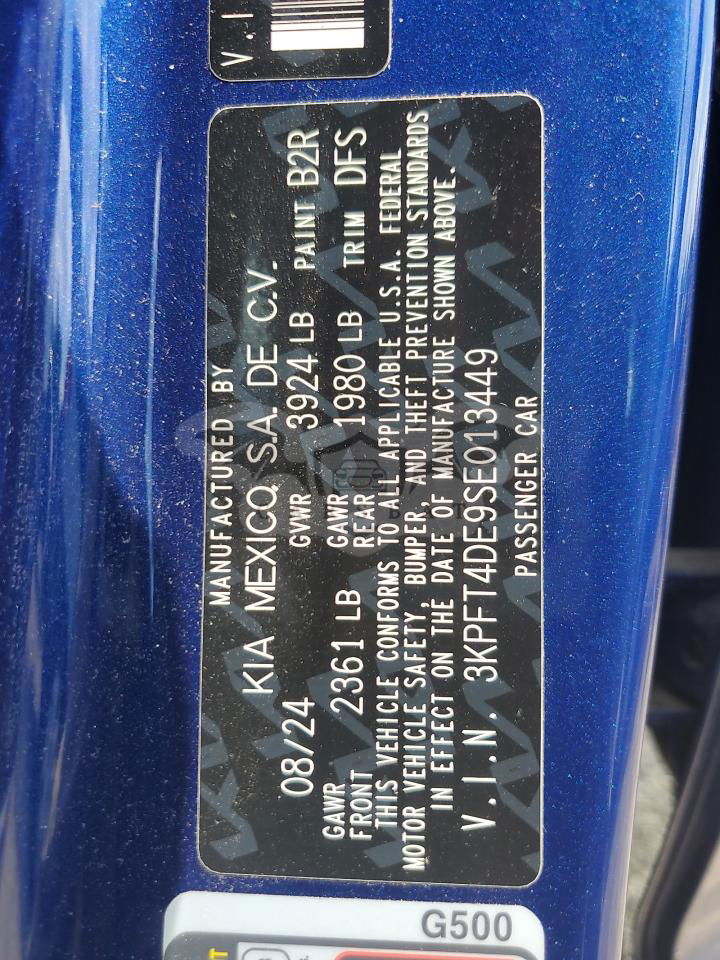 V.I
MANUFACTURED BY
KIA MEXICO, S.A. DE C.V.
08/24 GVWR 3924 LB PAINT B2R
GAWR FRONT 2361 LB GAWR REAR 1980 LB TRIM DFS
THIS VEHICLE CONFORMS TO ALL APPLICABLE U.S.A. FEDERAL
MOTOR VEHICLE SAFETY, BUMPER, AND THEFT PREVENTION STANDARDS
IN EFFECT ON THE DATE OF MANUFACTURE SHOWN ABOVE.
V.I.N. 3KPFT4DE9SE013449
PASSENGER CAR
G500